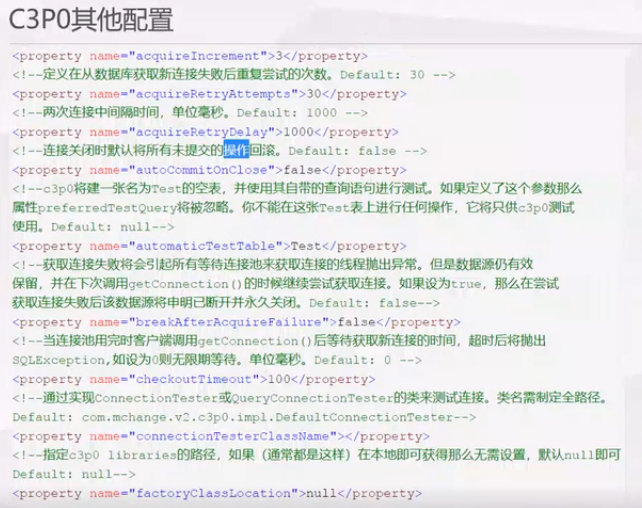 C3P0其他配置
<property name="acquireIncrement">3</property>
<!--定义在从数据库获取新连接失败后重复尝试的次数。Default: 30 -->
<property name="acquireRetryAttempts">30</property>
<!--两次连接中间隔时间，单位毫秒。Default: 1000 -->
<property name="acquireRetryDelay">1000</property>
<!--连接关闭时默认将所有未提交的操作回滚。Default: false -->
<property name="autoCommitOnClose">false</property>
<!--c3p0将建一张名为Test的空表，并使用其自带的查询语句进行测试。如果定义了这个参数那么
属性preferredTestQuery将被忽略。你不能在这张Test表上进行任何操作，它将只供c3p0测试
使用。Default: null-->
<property name="automaticTestTable">Test</property>
<!--获取连接失败将会引起所有等待连接池来获取连接的线程抛出异常。但是数据源仍有效
保留，并在下次调用getConnection()的时候继续尝试获取连接。如果设为true，那么在尝试
获取连接失败后该数据源将申明已断开并永久关闭。Default: false-->
<property name="breakAfterAcquireFailure">false</property>
<!--当连接池用完时客户端调用getConnection()后等待获取新连接的时间，超时后将抛出
SQLException,如设为0则无限期等待。单位毫秒。Default: 0 -->
<property name="checkoutTimeout">100</property>
<!--通过实现ConnectionTester或QueryConnectionTester的类来测试连接。类名需制定全路径。
Default: com.mchange.v2.c3p0.impl.DefaultConnectionTester-->
<property name="connectionTesterClassName"></property>
<!--指定c3p0 libraries的路径，如果（通常都是这样）在本地即可获得那么无需设置，默认null即可
Default: null-->
<property name="factoryClassLocation">null</property>